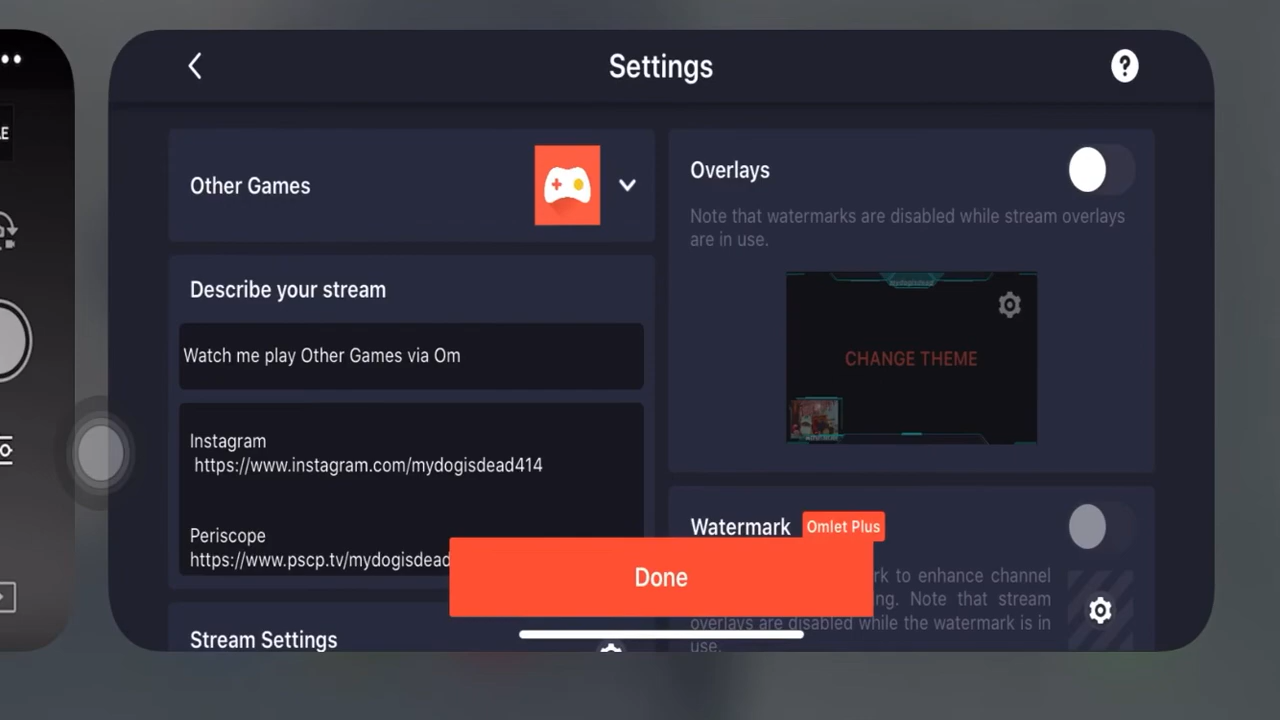 Settings
Other Games
Describe your stream
Watch me play Other Games via Om
Instagram
https://www.instagram.com/mydogisdead414
Periscope
https://www.pscp.tv/mydogisdead
Stream Settings
Overlays
Note that watermarks are disabled while stream overlays
are in use.
mydogisdead
CHANGE THEME
Watermark Omlet Plus
rk to enhance channel
ng. Note that stream
overlays are disabled while the watermark is in
use.
Done